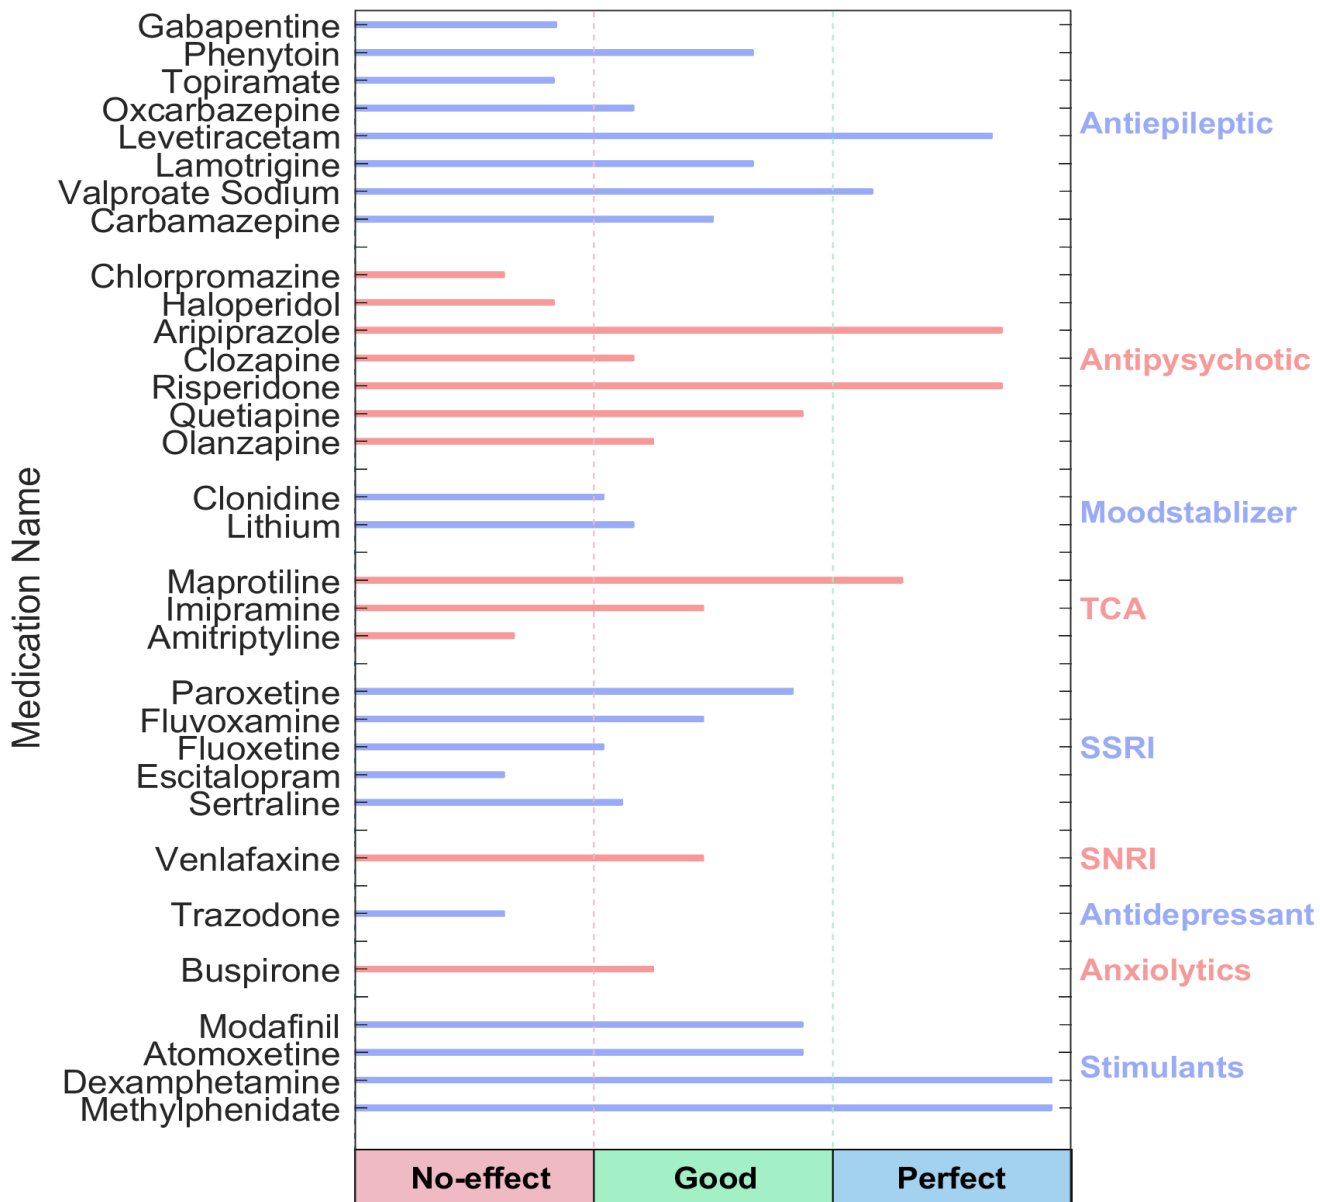 Medication Name
Gabapentine
Phenytoin
Topiramate
Oxcarbazepine
Levetiracetam
Lamotrigine
Valproate Sodium
Carbamazepine
Antiepileptic
Chlorpromazine
Haloperidol
Aripiprazole
Clozapine
Risperidone
Quetiapine
Olanzapine
Antipysychotic
Clonidine
Lithium
Moodstablizer
Maprotiline
Imipramine
Amitriptyline
TCA
Paroxetine
Fluvoxamine
Fluoxetine
Escitalopram
Sertraline
SSRI
Venlafaxine
SNRI
Trazodone
Antidepressant
Buspirone
Anxiolytics
Modafinil
Atomoxetine
Dexamphetamine
Methylphenidate
Stimulants
No-effect
Good
Perfect